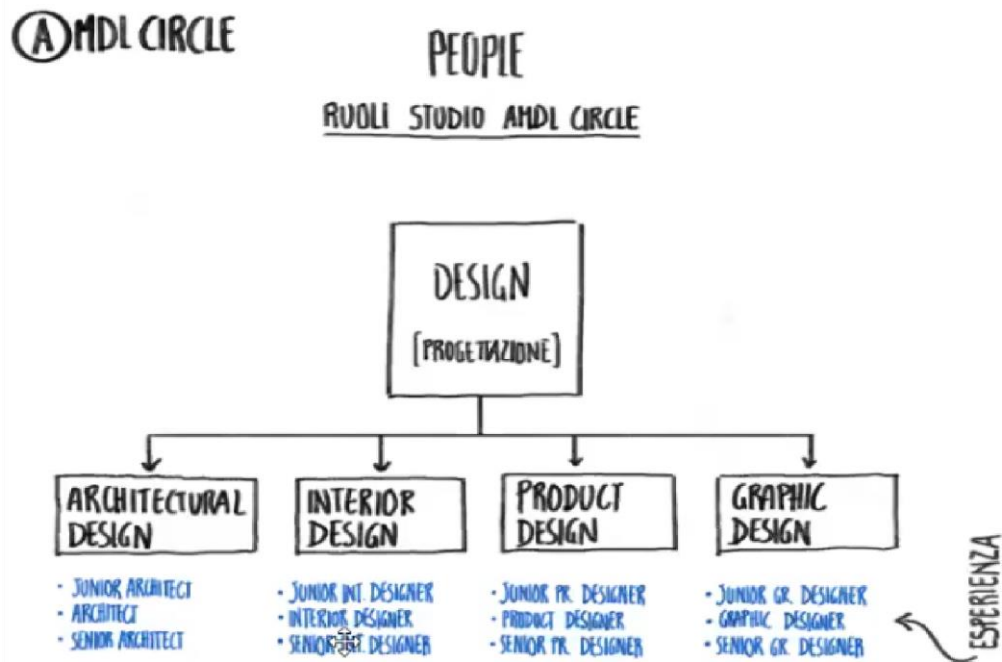 AMDL CIRCLE
PEOPLE
RUOLI STUDIO AMDL CIRCLE
DESIGN
[PROGETTAZIONE]
ARCHITECTURAL
DESIGN
• JUNIOR ARCHITECT
• ARCHITECT
• SENIOR ARCHITECT
INTERIOR
DESIGN
• JUNIOR INT. DESIGNER
• INTERIOR DESIGNER
• SENIOR INT. DESIGNER
PRODUCT
DESIGN
• JUNIOR PR. DESIGNER
• PRODUCT DESIGNER
• SENIOR PR. DESIGNER
GRAPHIC
DESIGN
• JUNIOR GR. DESIGNER
• GRAPHIC DESIGNER
• SENIOR GR. DESIGNER
ESPERIENZA